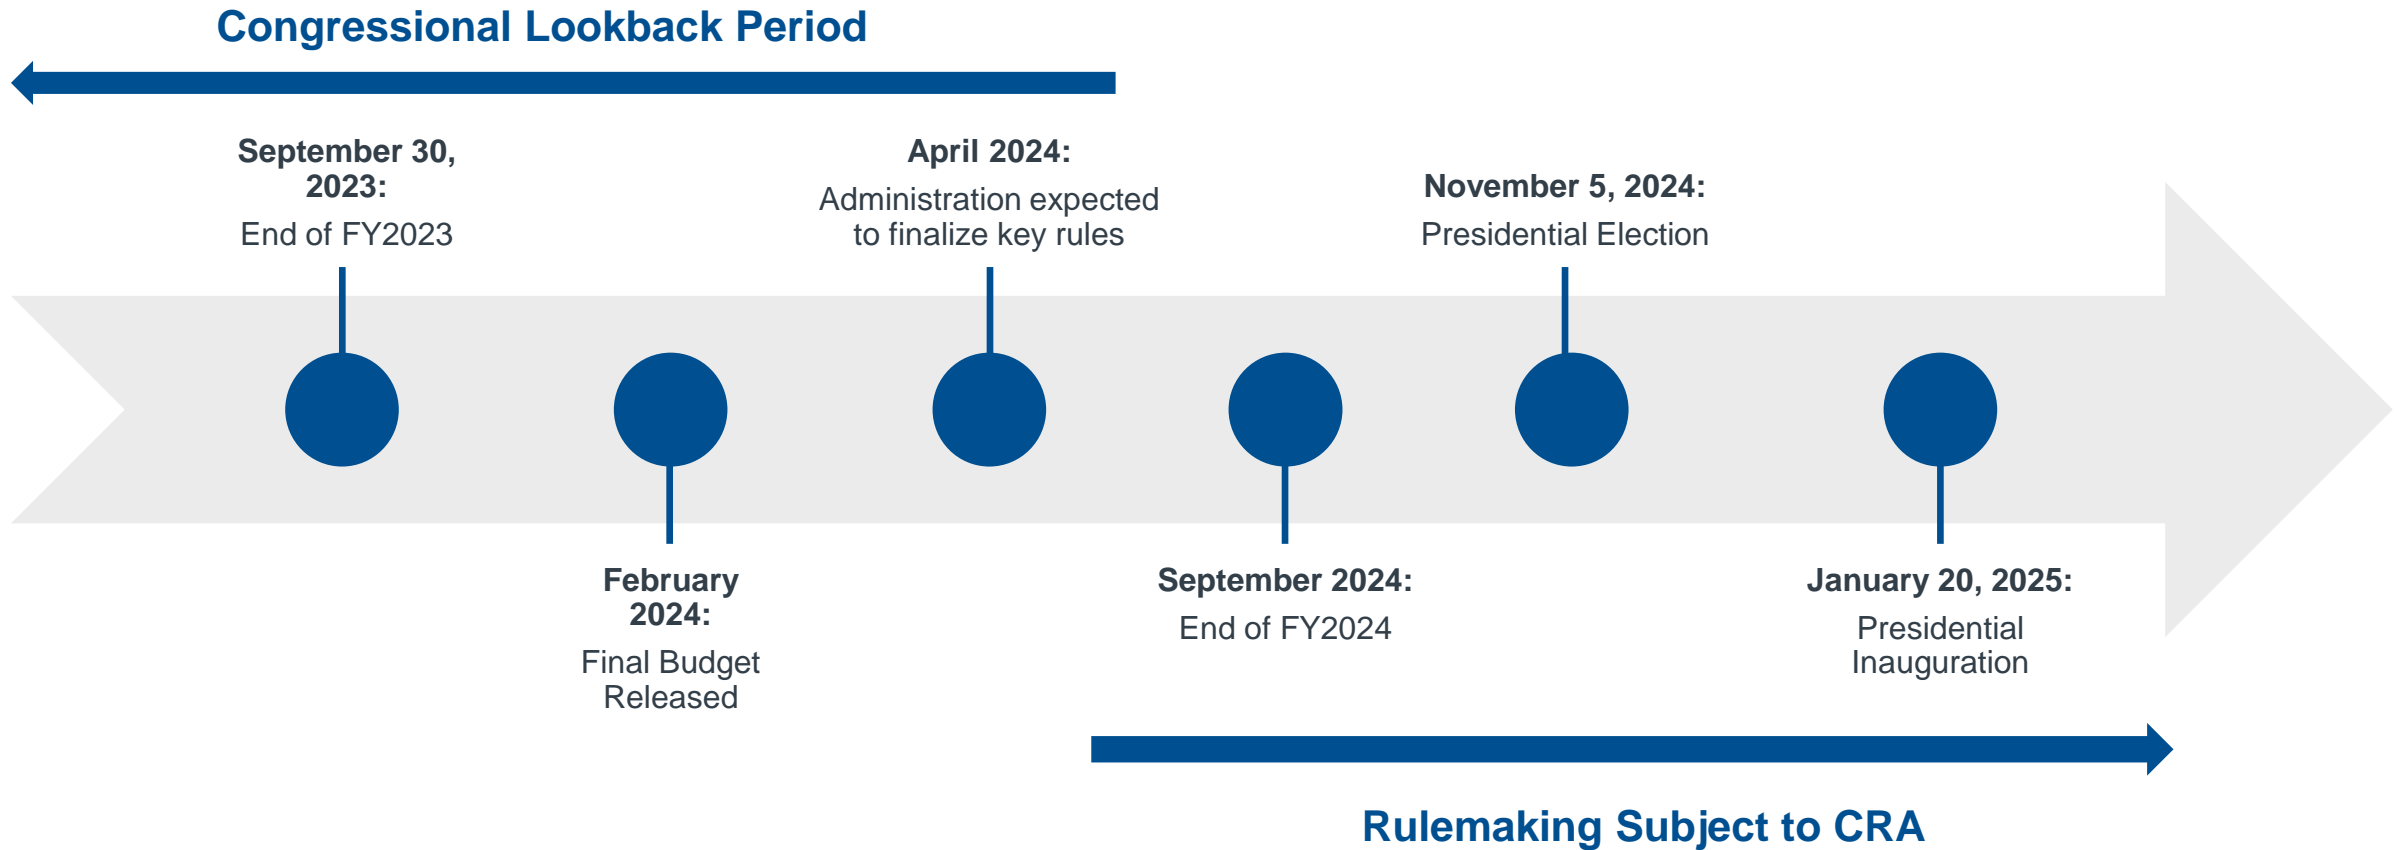 Congressional Lookback Period
September 30,
2023:
End of FY2023
April 2024:
Administration expected
to finalize key rules
November 5, 2024:
Presidential Election
February
2024:
Final Budget
Released
September 2024:
End of FY2024
January 20, 2025:
Presidential
Inauguration
Rulemaking Subject to CRA